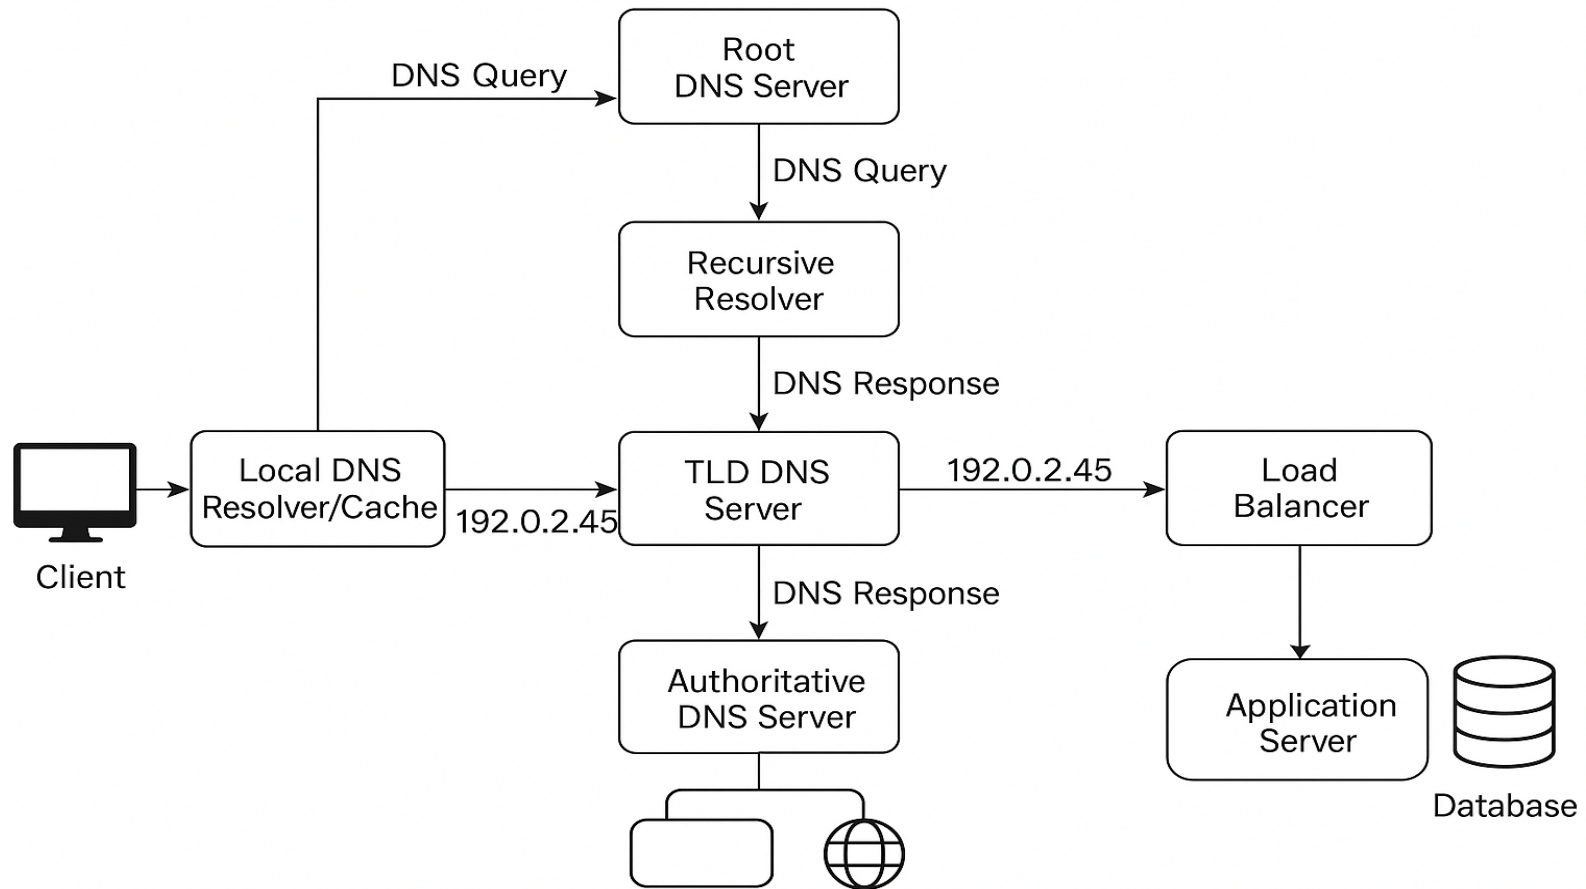 Root
DNS Server
DNS Query
DNS Query
Recursive
Resolver
DNS Response
Local DNS
Resolver/Cache
192.0.2.45
TLD DNS
Server
192.0.2.45
Load
Balancer
Client
DNS Response
Authoritative
DNS Server
Application
Server
Database